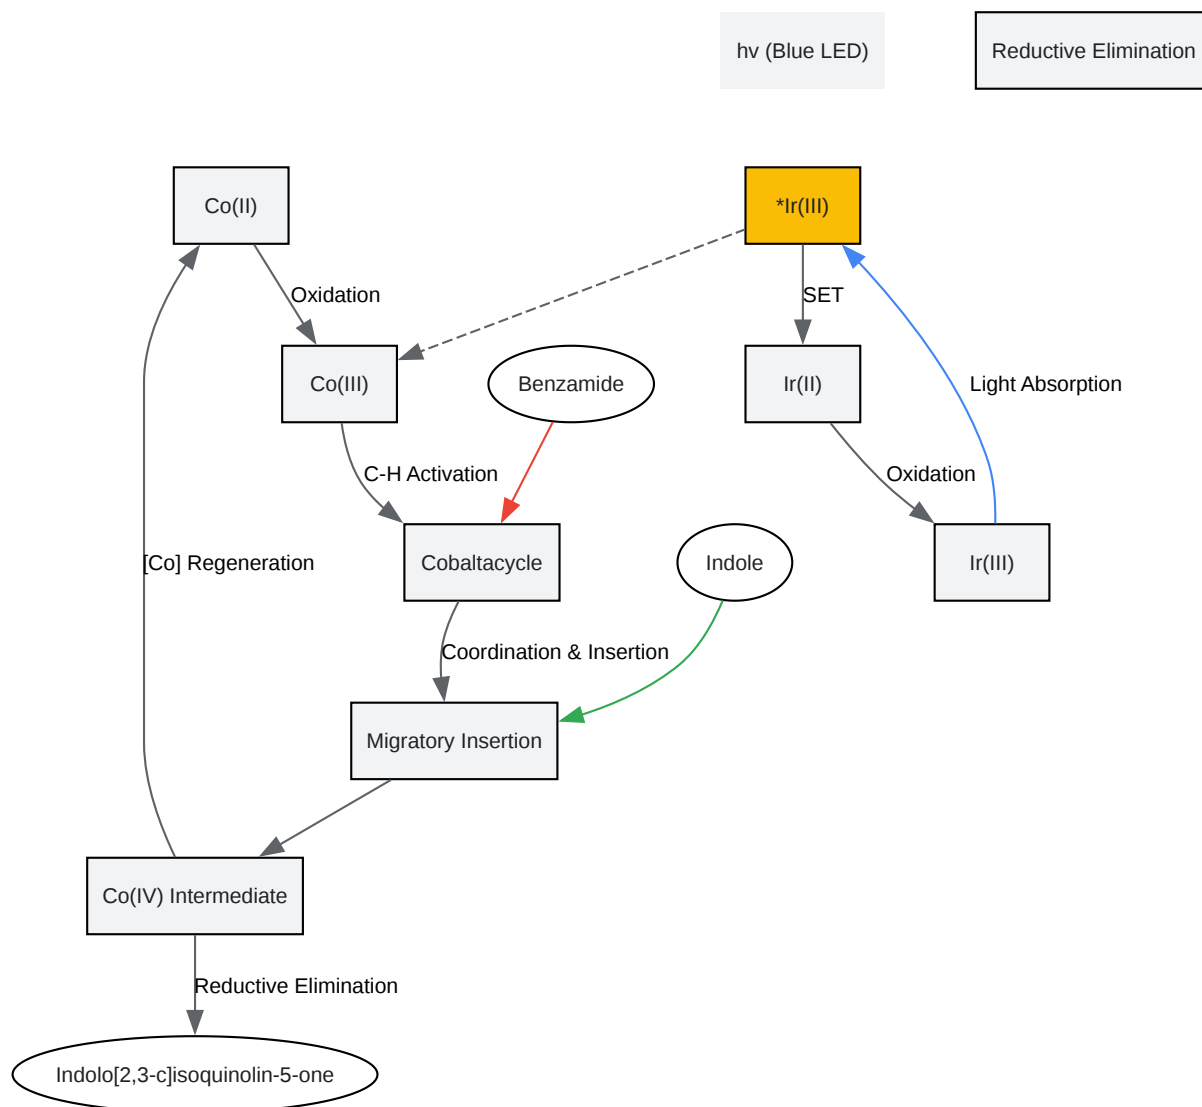 hv (Blue LED)
Reductive Elimination
Co(II)
*Ir(III)
Oxidation
SET
Co(III)
Benzamide
Ir(II)
Light Absorption
C-H Activation
Oxidation
[Co] Regeneration
Cobaltacycle
Indole
Ir(III)
Coordination & Insertion
Migratory Insertion
Co(IV) Intermediate
Reductive Elimination
Indolo[2,3-c]isoquinolin-5-one